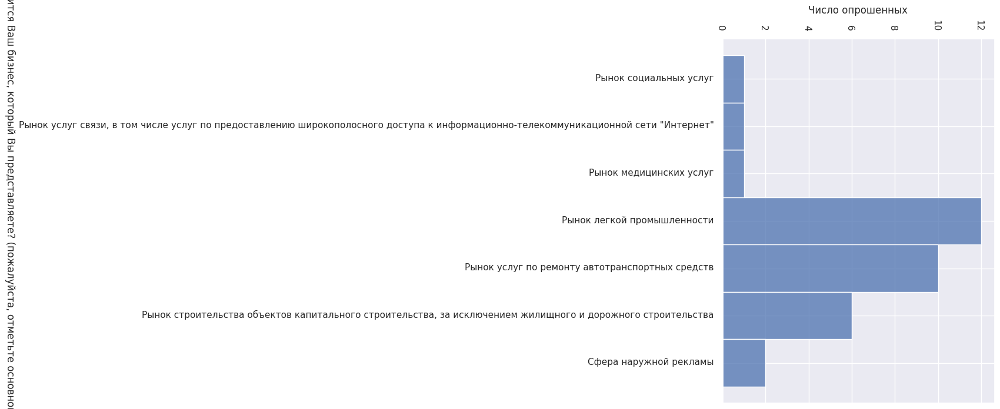 Число опрошенных
0 2 4 6 8 10 12
Рынок социальных услуг
Рынок услуг связи, в том числе услуг по предоставлению широкополосного доступа к информационно-телекоммуникационной сети "Интернет"
Рынок медицинских услуг
Рынок легкой промышленности
Рынок услуг по ремонту автотранспортных средств
Рынок строительства объектов капитального строительства, за исключением жилищного и дорожного строительства
Сфера наружной рекламы
Ваш бизнес, который Вы представляете? (пожалуйста, отметьте